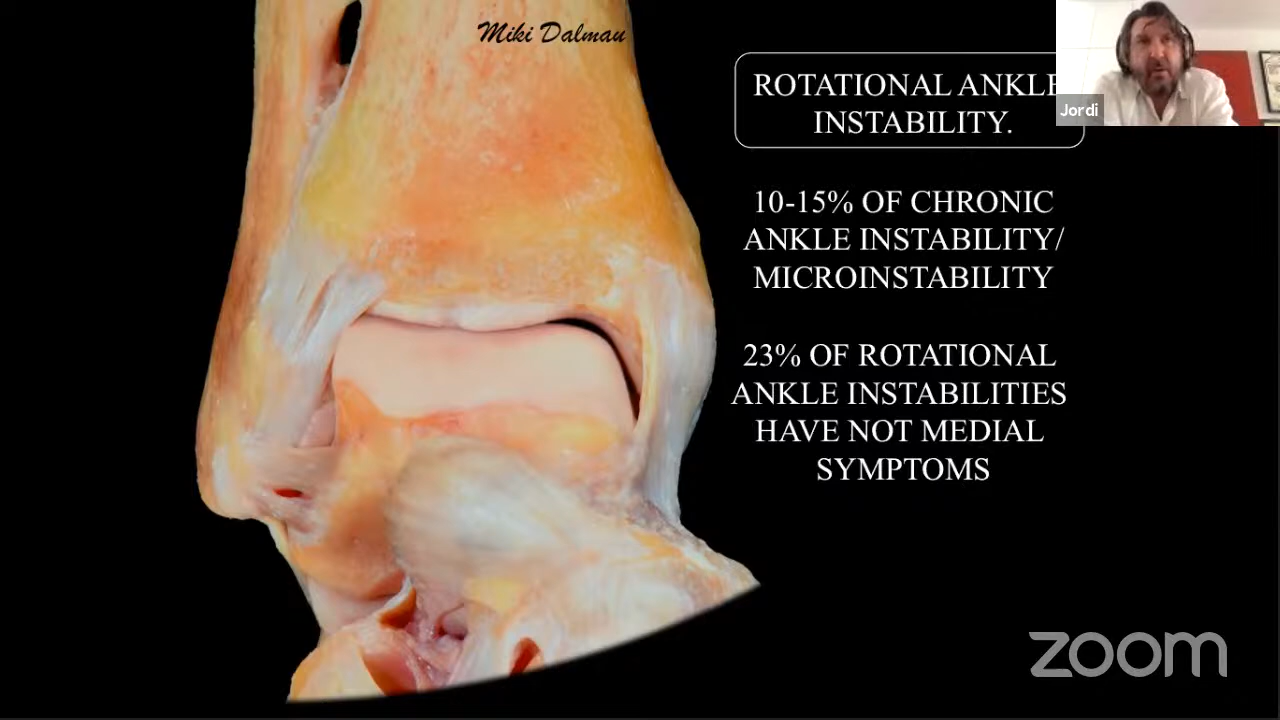 Miki Dalmau
ROTATIONAL ANKLE
INSTABILITY.
Jordi
10-15% OF CHRONIC
ANKLE INSTABILITY/
MICROINSTABILITY
23% OF ROTATIONAL
ANKLE INSTABILITIES
HAVE NOT MEDIAL
SYMPTOMS
zoom